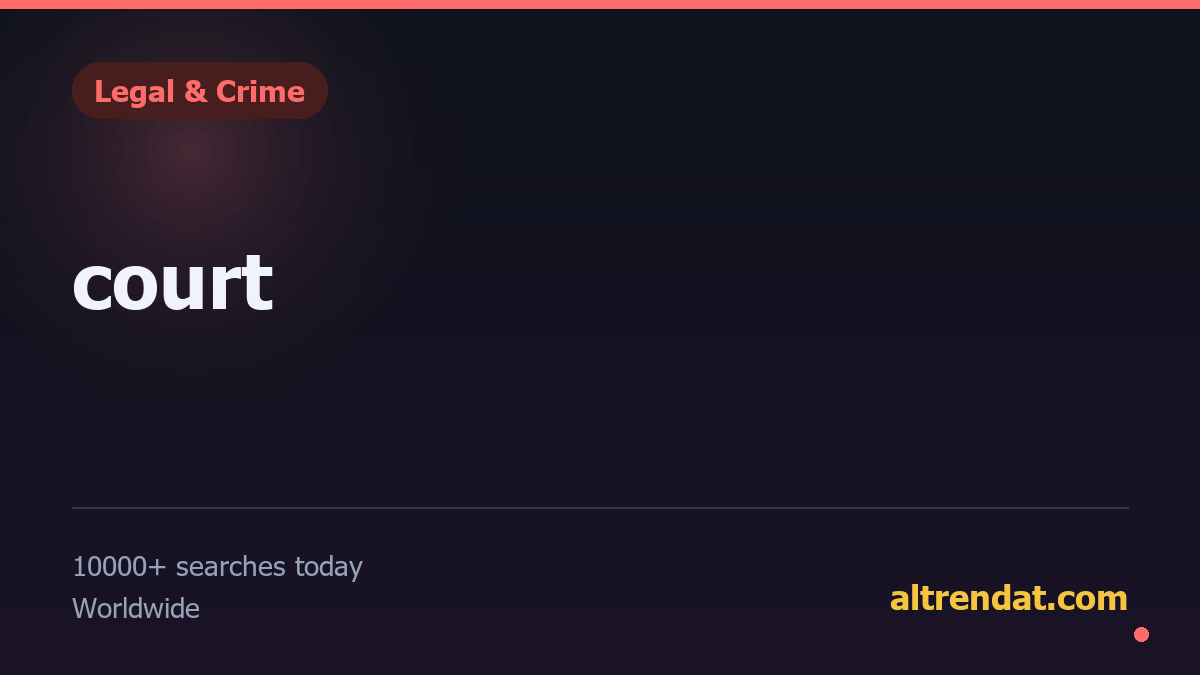 Legal & Crime
court
10000+ searches today
Worldwide
altrendat.com